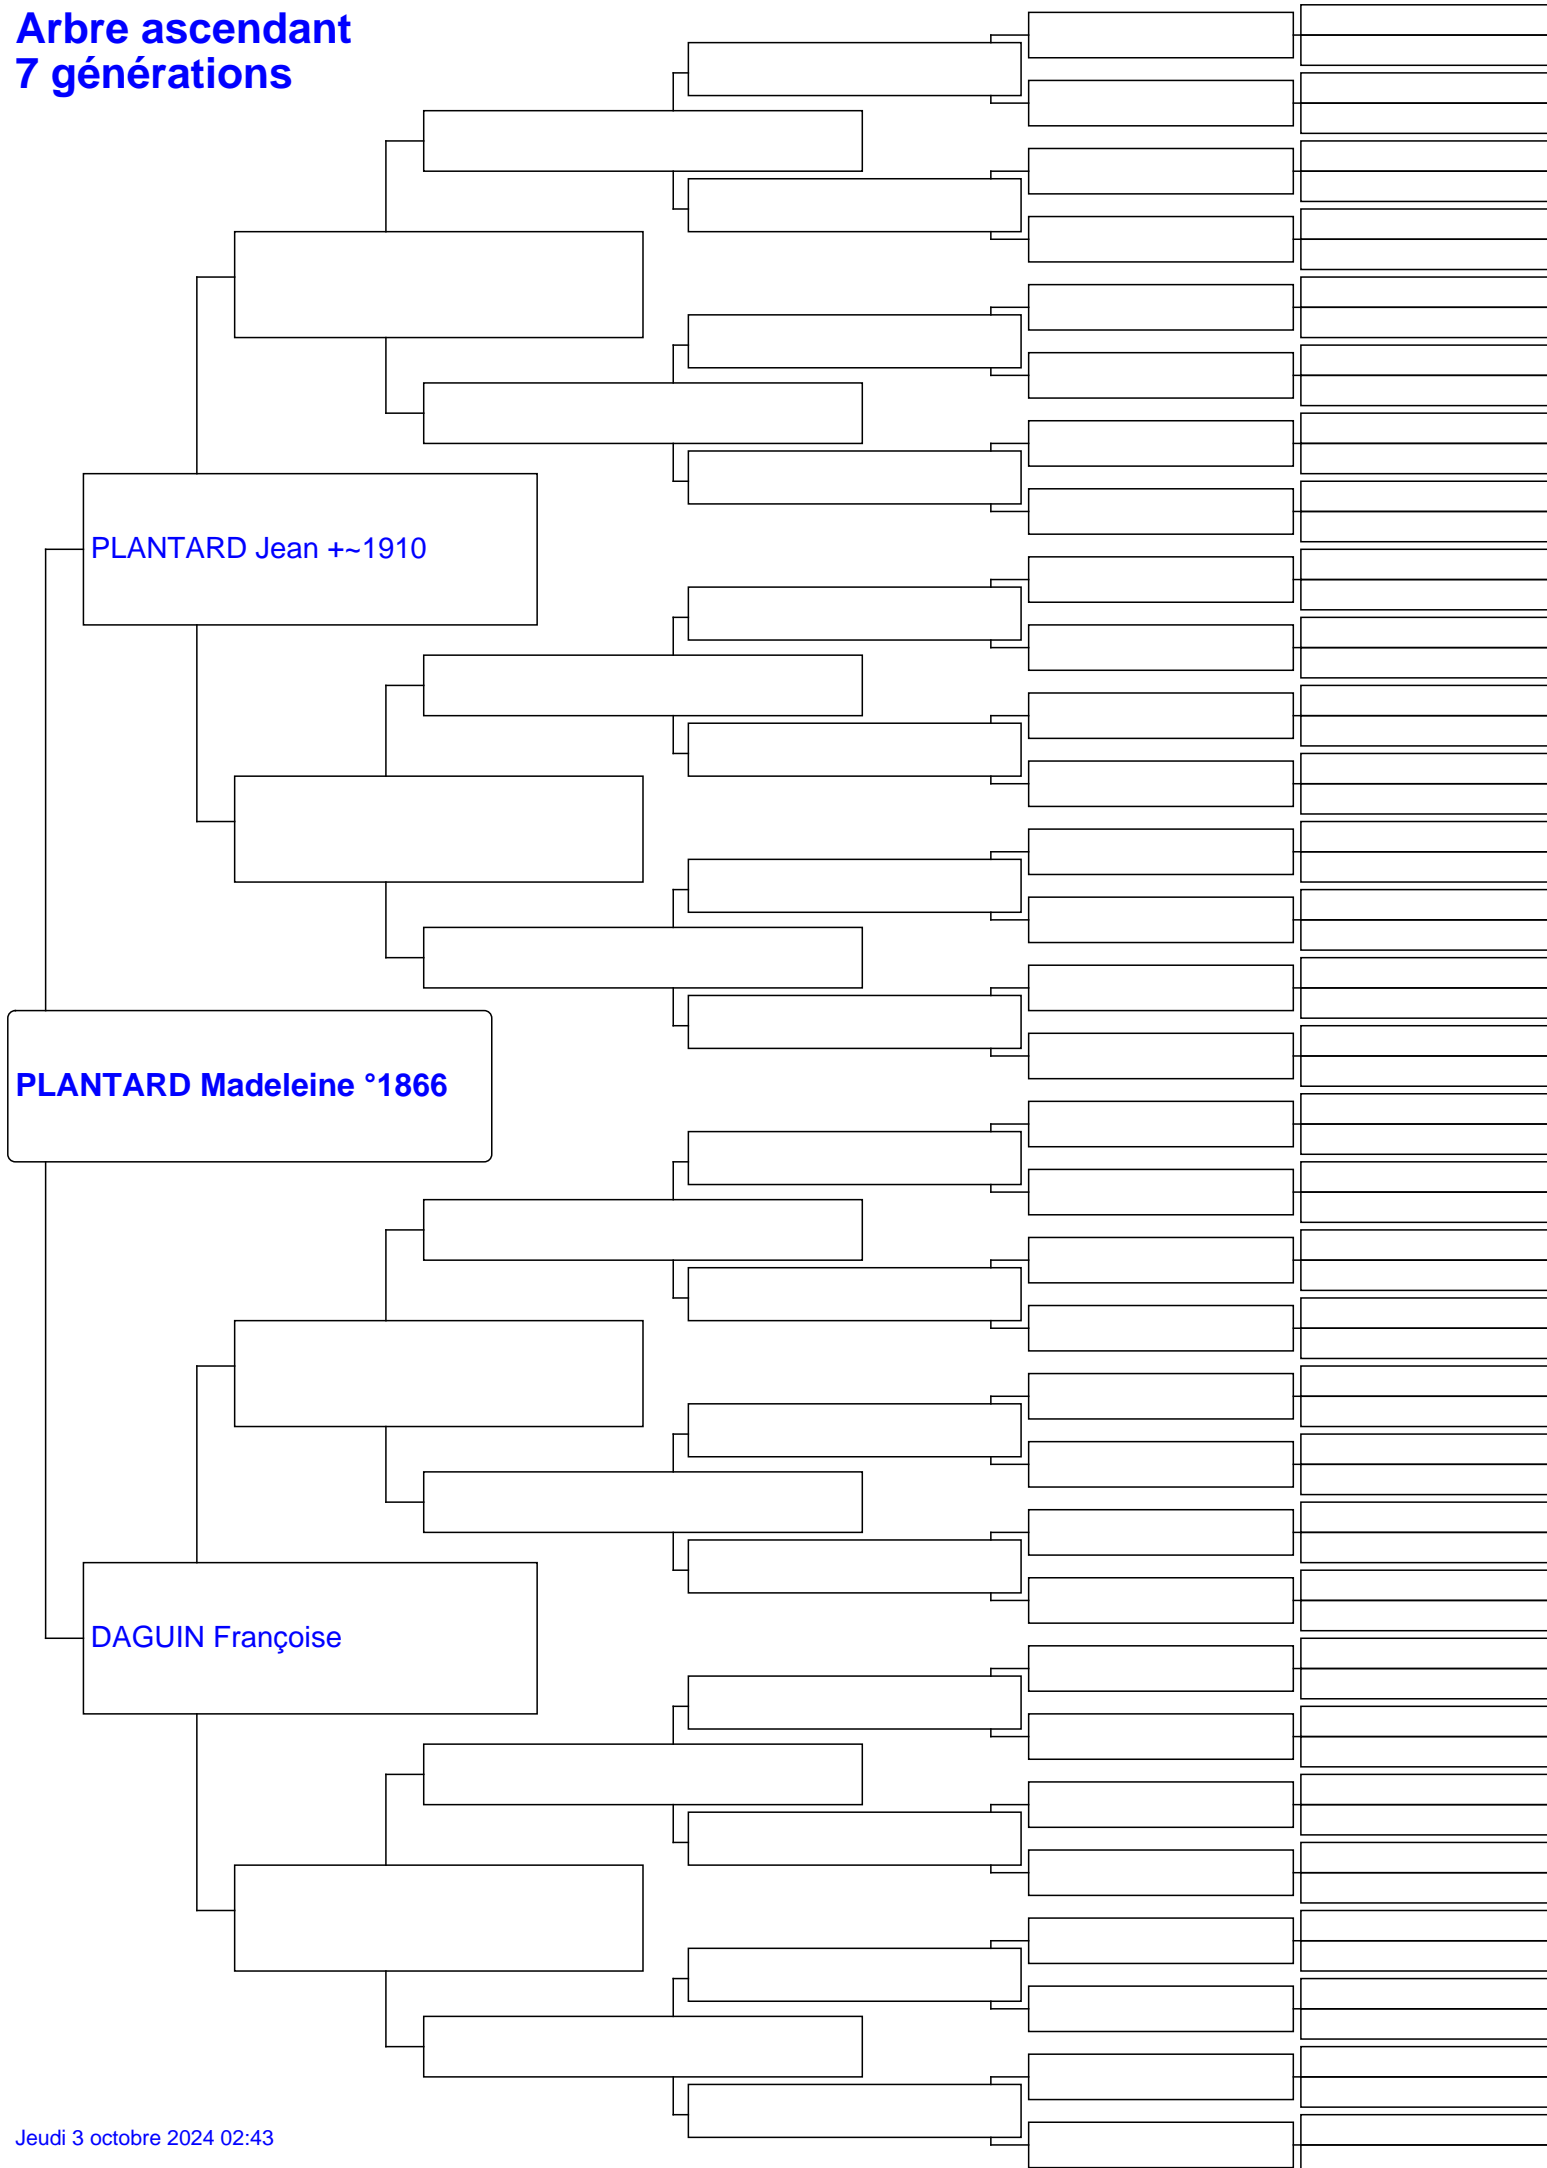 Arbre ascendant
7 générations
PLANTARD Jean +~1910
PLANTARD Madeleine °1866
DAGUIN Françoise
Jeudi 3 octobre 2024 02:43